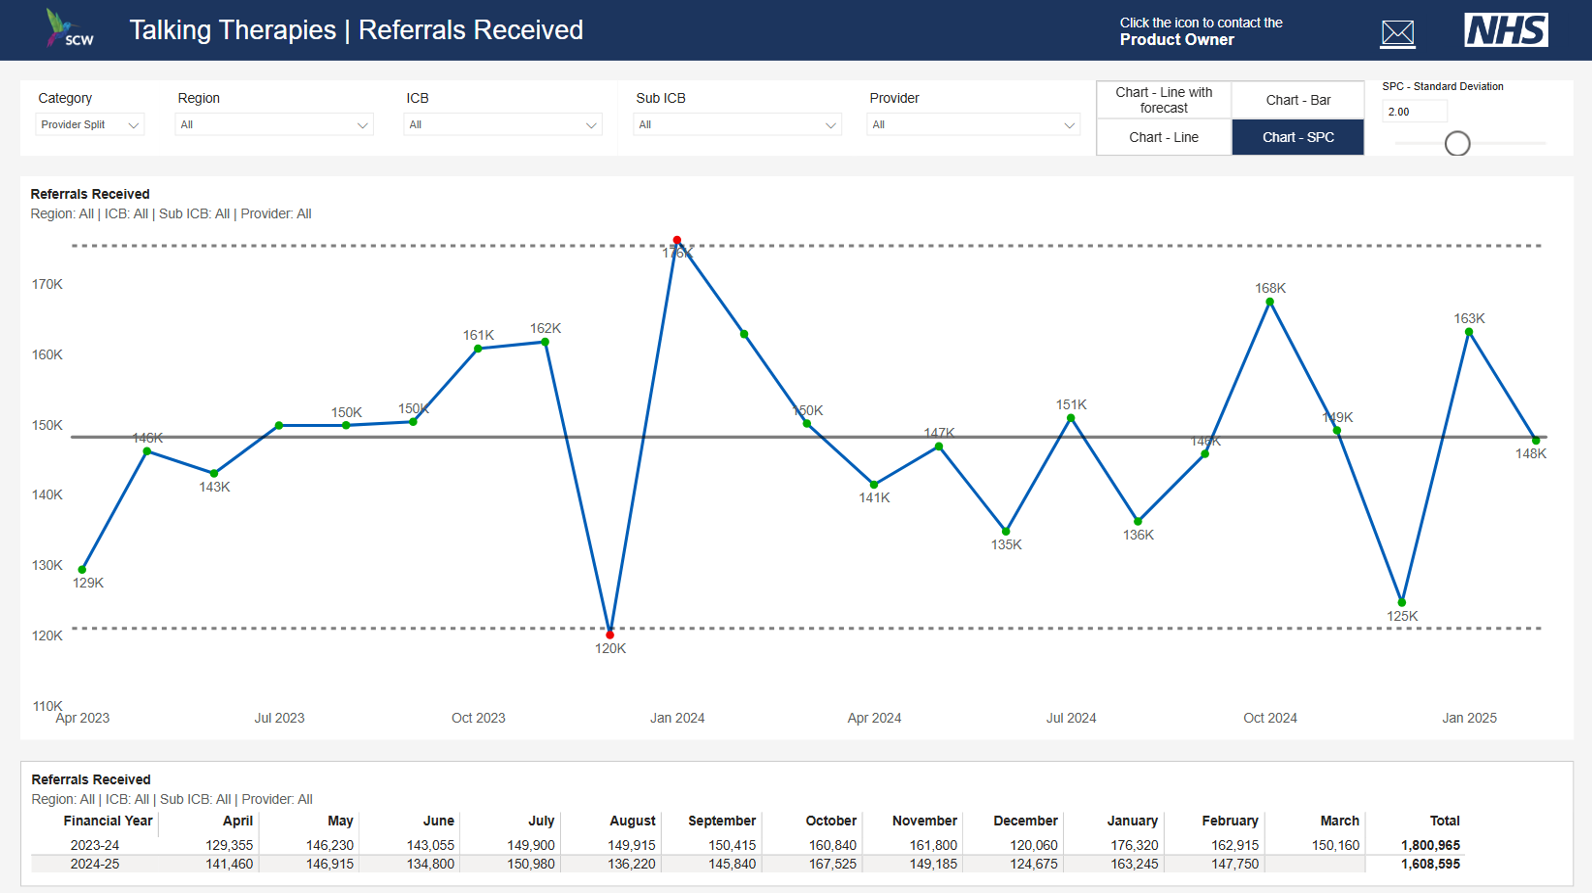 SCW
Talking Therapies | Referrals Received
Click the icon to contact the
Product Owner
NHS
Category
Region
ICB
Sub ICB
Provider
Provider Split
All
All
All
All
Chart - Line with
forecast
Chart - Bar
Chart - Line
Chart - SPC
SPC - Standard Deviation
2.00
Referrals Received
Region: All | ICB: All | Sub ICB: All | Provider: All
170K
160K
150K
140K
130K
120K
110K
129K
146K
143K
150K
150K
161K
162K
120K
176K
150K
141K
147K
135K
151K
136K
146K
168K
149K
125K
163K
148K
Apr 2023
Jul 2023
Oct 2023
Jan 2024
Apr 2024
Jul 2024
Oct 2024
Jan 2025
Referrals Received
Region: All | ICB: All | Sub ICB: All | Provider: All
Financial Year April May June July August September October November December January February March Total
2023-24 129,355 146,230 143,055 149,900 149,915 150,415 160,840 161,800 120,060 176,320 162,915 150,160 1,800,965
2024-25 141,460 146,915 134,800 150,980 136,220 145,840 167,525 149,185 124,675 163,245 147,750 1,608,595